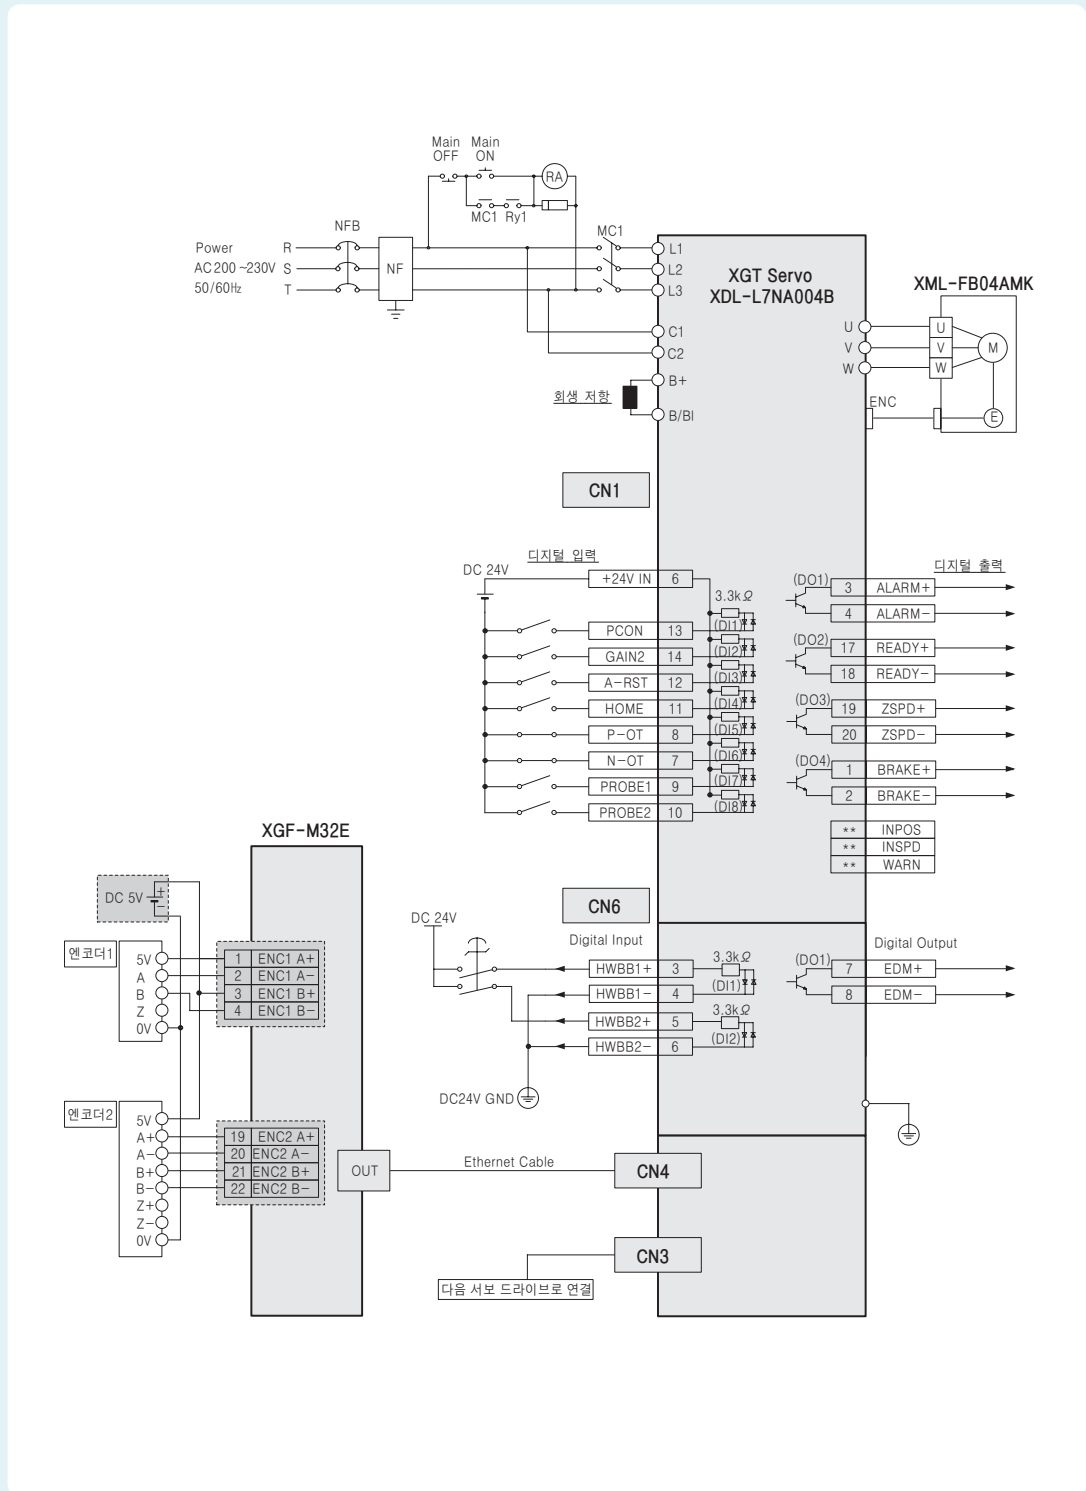 Main OFF
Main ON
RA
MC1 Ry1
NFB
MC1
Power
AC200 ~230V
50/60Hz
R
S
T
NF
L1
L2
L3
C1
C2
B+
B/BI
회생 저항
XGT Servo
XDL-L7NA004B
XML-FB04AMK
U
V
W
U
V
W
M
ENC
E
CN1
디지털 입력
DC 24V
+24V IN 6
3.3kΩ
PCON 13 (DI1)
GAIN2 14 (DI2)
A-RST 12 (DI3)
HOME 11 (DI4)
P-OT 8 (DI5)
N-OT 7 (DI6)
PROBE1 9 (DI7)
PROBE2 10 (DI8)
디지털 출력
(DO1) 3 ALARM+
4 ALARM-
(DO2) 17 READY+
18 READY-
(DO3) 19 ZSPD+
20 ZSPD-
(DO4) 1 BRAKE+
2 BRAKE-
** INPOS
** INSPD
** WARN
XGF-M32E
DC 5V + -
엔코더1
5V
A
B
Z
0V
1 ENC1 A+
2 ENC1 A-
3 ENC1 B+
4 ENC1 B-
엔코더2
5V
A+
A-
B+
B-
Z+
Z-
0V
19 ENC2 A+
20 ENC2 A-
21 ENC2 B+
22 ENC2 B-
OUT
Ethernet Cable
CN4
CN3
다음 서보 드라이브로 연결
CN6
DC 24V
Digital Input
HWBB1+ 3 3.3kΩ
HWBB1- 4 (DI1)
HWBB2+ 5 3.3kΩ
HWBB2- 6 (DI2)
DC24V GND
Digital Output
(DO1) 7 EDM+
8 EDM-